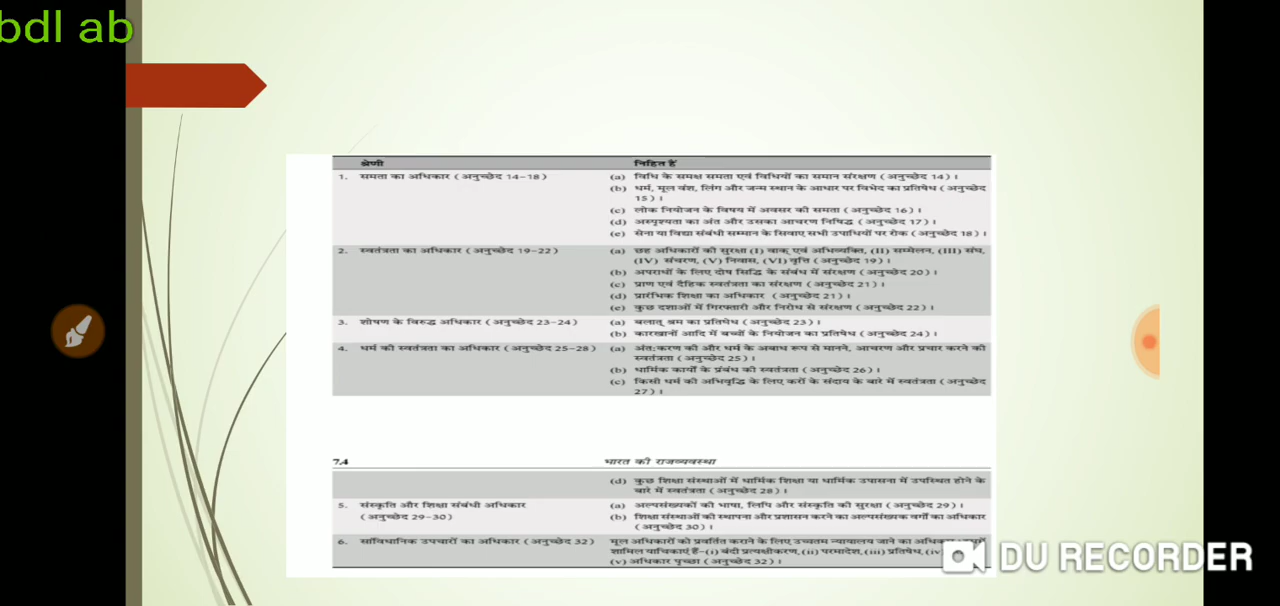 bdl ab
श्रेणी निहित हैं
1. समता का अधिकार (अनुच्छेद 14-18) (a) विधि के समक्ष समता एवं विधियों का समान संरक्षण (अनुच्छेद 14)।
(b) धर्म, मूल वंश, लिंग और जन्म स्थान के आधार पर विभेद का प्रतिषेध (अनुच्छेद
15)।
(c) लोक नियोजन के विषय में अवसर की समता (अनुच्छेद 16)।
(d) अस्पृश्यता का अंत और उसका आचरण निषिद्ध (अनुच्छेद 17)।
(e) सेना या विद्या संबंधी सम्मान के सिवाए सभी उपाधियों पर रोक (अनुच्छेद 18)।
2. स्वतंत्रता का अधिकार (अनुच्छेद 19-22) (a) छह अधिकारों की सुरक्षा (I) वाक् एवं अभिव्यक्ति, (II) सम्मेलन, (III) संघ,
(IV) संचरण, (V) निवास, (VI) वृत्ति (अनुच्छेद 19)।
(b) अपराधों के लिए दोष सिद्धि के संबंध में संरक्षण (अनुच्छेद 20)।
(c) प्राण एवं दैहिक स्वतंत्रता का संरक्षण (अनुच्छेद 21)।
(d) प्रारंभिक शिक्षा का अधिकार (अनुच्छेद 21)।
(e) कुछ दशाओं में गिरफ्तारी और निरोध से संरक्षण (अनुच्छेद 22)।
3. शोषण के विरुद्ध अधिकार (अनुच्छेद 23-24) (a) बलात् श्रम का प्रतिषेध (अनुच्छेद 23)।
(b) कारखानों आदि में बच्चों के नियोजन का प्रतिषेध (अनुच्छेद 24)।
4. धर्म की स्वतंत्रता का अधिकार (अनुच्छेद 25-28) (a) अंत:करण की और धर्म के अबाध रूप से मानने, आचरण और प्रचार करने की
स्वतंत्रता (अनुच्छेद 25)।
(b) धार्मिक कार्यों के प्रंबंध की स्वतंत्रता (अनुच्छेद 26)।
(c) किसी धर्म की अभिवृद्धि के लिए करों के संदाय के बारे में स्वतंत्रता (अनुच्छेद
27)।
7.4 भारत की राजव्यवस्था
(d) कुछ शिक्षा संस्थाओं में धार्मिक शिक्षा या धार्मिक उपासना में उपस्थित होने के
बारे में स्वतंत्रता (अनुच्छेद 28)।
5. संस्कृति और शिक्षा संबंधी अधिकार (a) अल्पसंख्यकों की भाषा, लिपि और संस्कृति की सुरक्षा (अनुच्छेद 29)।
(अनुच्छेद 29-30) (b) शिक्षा संस्थाओं की स्थापना और प्रशासन करने का अल्पसंख्यक वर्गों का अधिकार
(अनुच्छेद 30)।
6. सांविधानिक उपचारों का अधिकार (अनुच्छेद 32) मूल अधिकारों को प्रवर्तित कराने के लिए उच्चतम न्यायालय जाने का
शामिल याचिकाएं हैं-(i) बंदी प्रत्यक्षीकरण, (ii) परमादेश, (iii) प्रतिषेध, (iv)
(v) अधिकार पृच्छा (अनुच्छेद 32)।
DU RECORDER